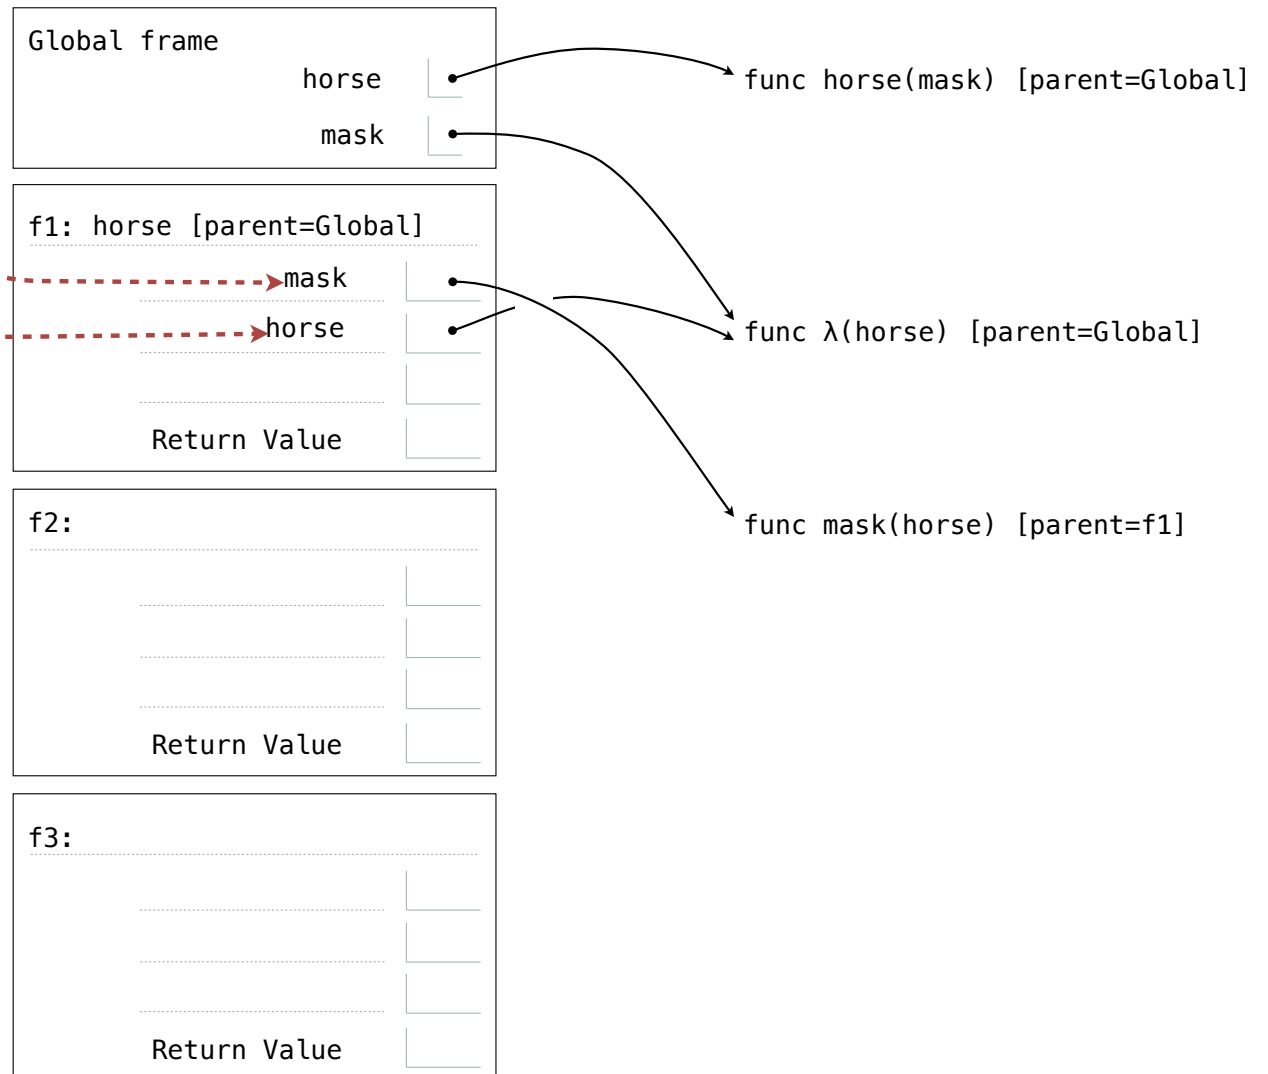 Global frame
horse
func horse(mask) [parent=Global]
mask
f1: horse [parent=Global]
mask
horse
func λ(horse) [parent=Global]
Return Value
f2:
func mask(horse) [parent=f1]
Return Value
f3:
Return Value